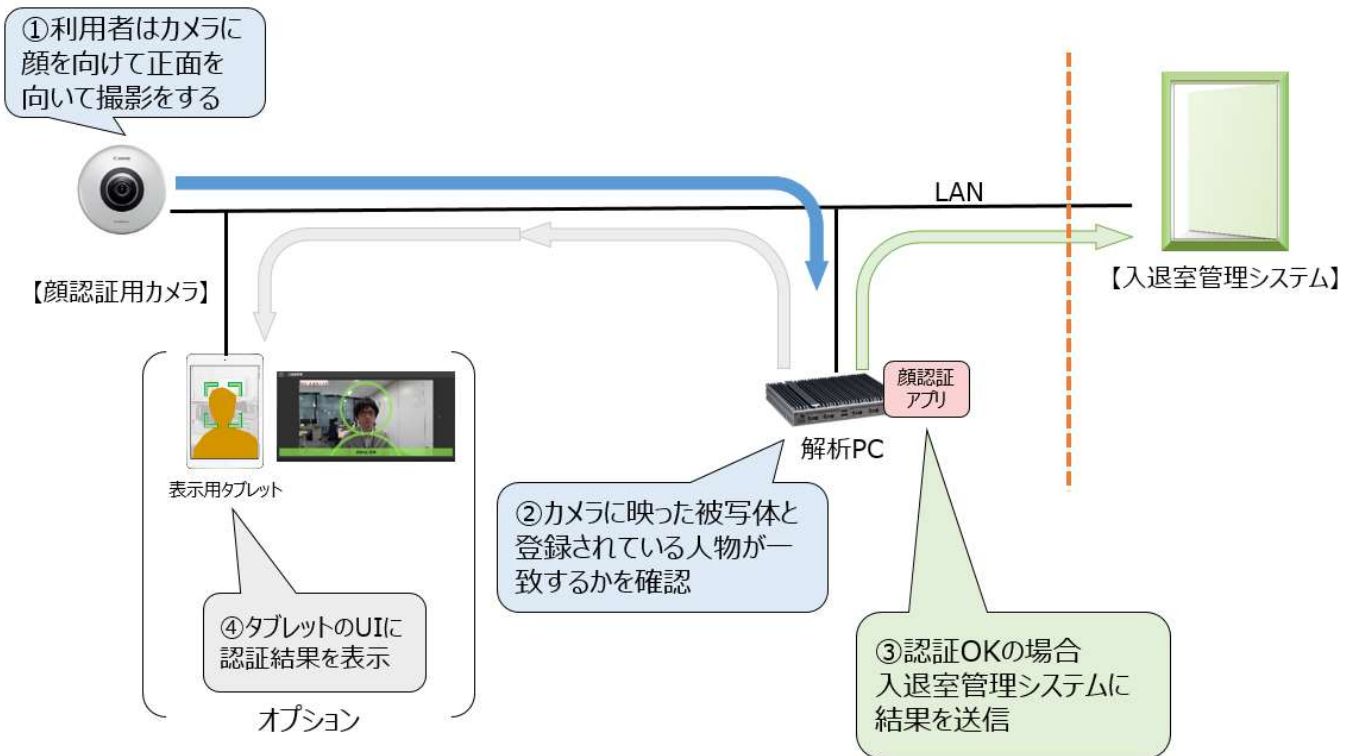 ①利用者はカメラに
顔を向けて正面を
向いて撮影をする
Canon
LAN
【顔認証用カメラ】
【入退室管理システム】
顔認証
アプリ
解析PC
表示用タブレット
②カメラに映った被写体と
登録されている人物が一
致するかを確認
④タブレットのUIに
認証結果を表示
③認証OKの場合
入退室管理システムに
結果を送信
オプション